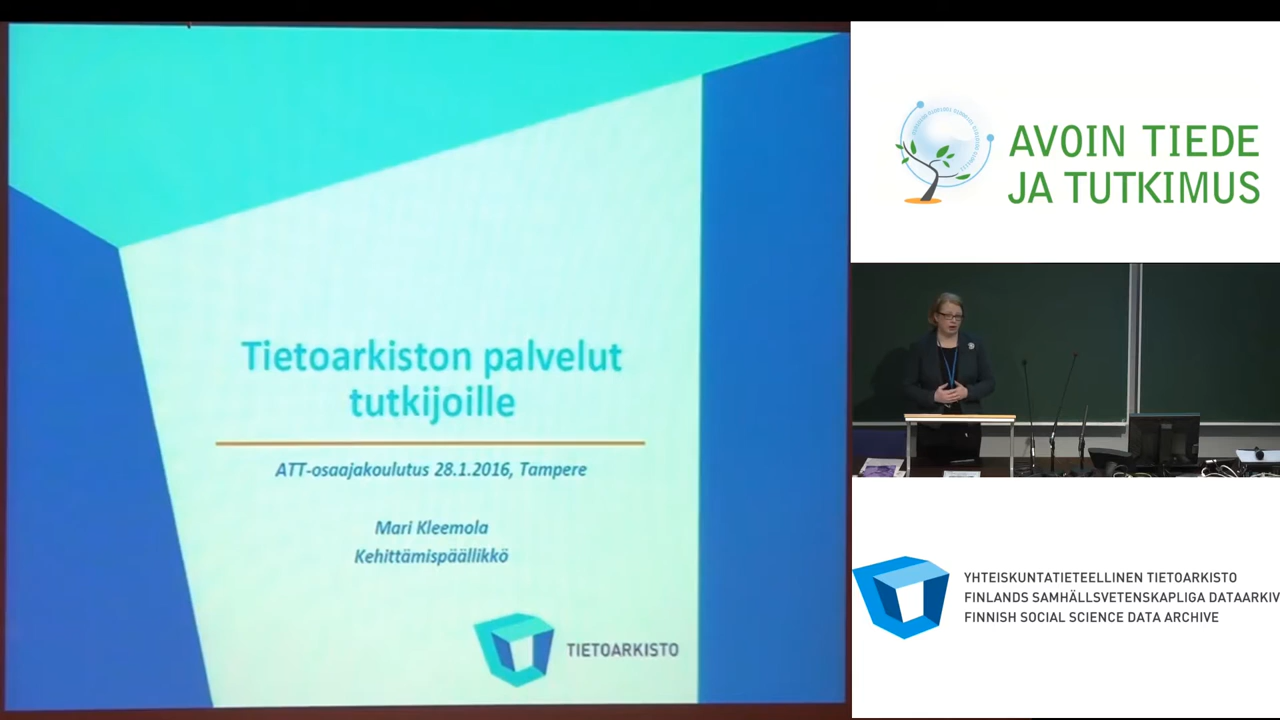 Tietoarkiston palvelut
tutkijoille
ATT-osaajakoulutus 28.1.2016, Tampere
Mari Kleemola
Kehittämispäällikkö
TIETOARKISTO
AVOIN TIEDE
JA TUTKIMUS
YHTEISKUNTATIETEELLINEN TIETOARKISTO
FINLANDS SAMHÄLLSVETENSKAPLIGA DATAARKIV
FINNISH SOCIAL SCIENCE DATA ARCHIVE